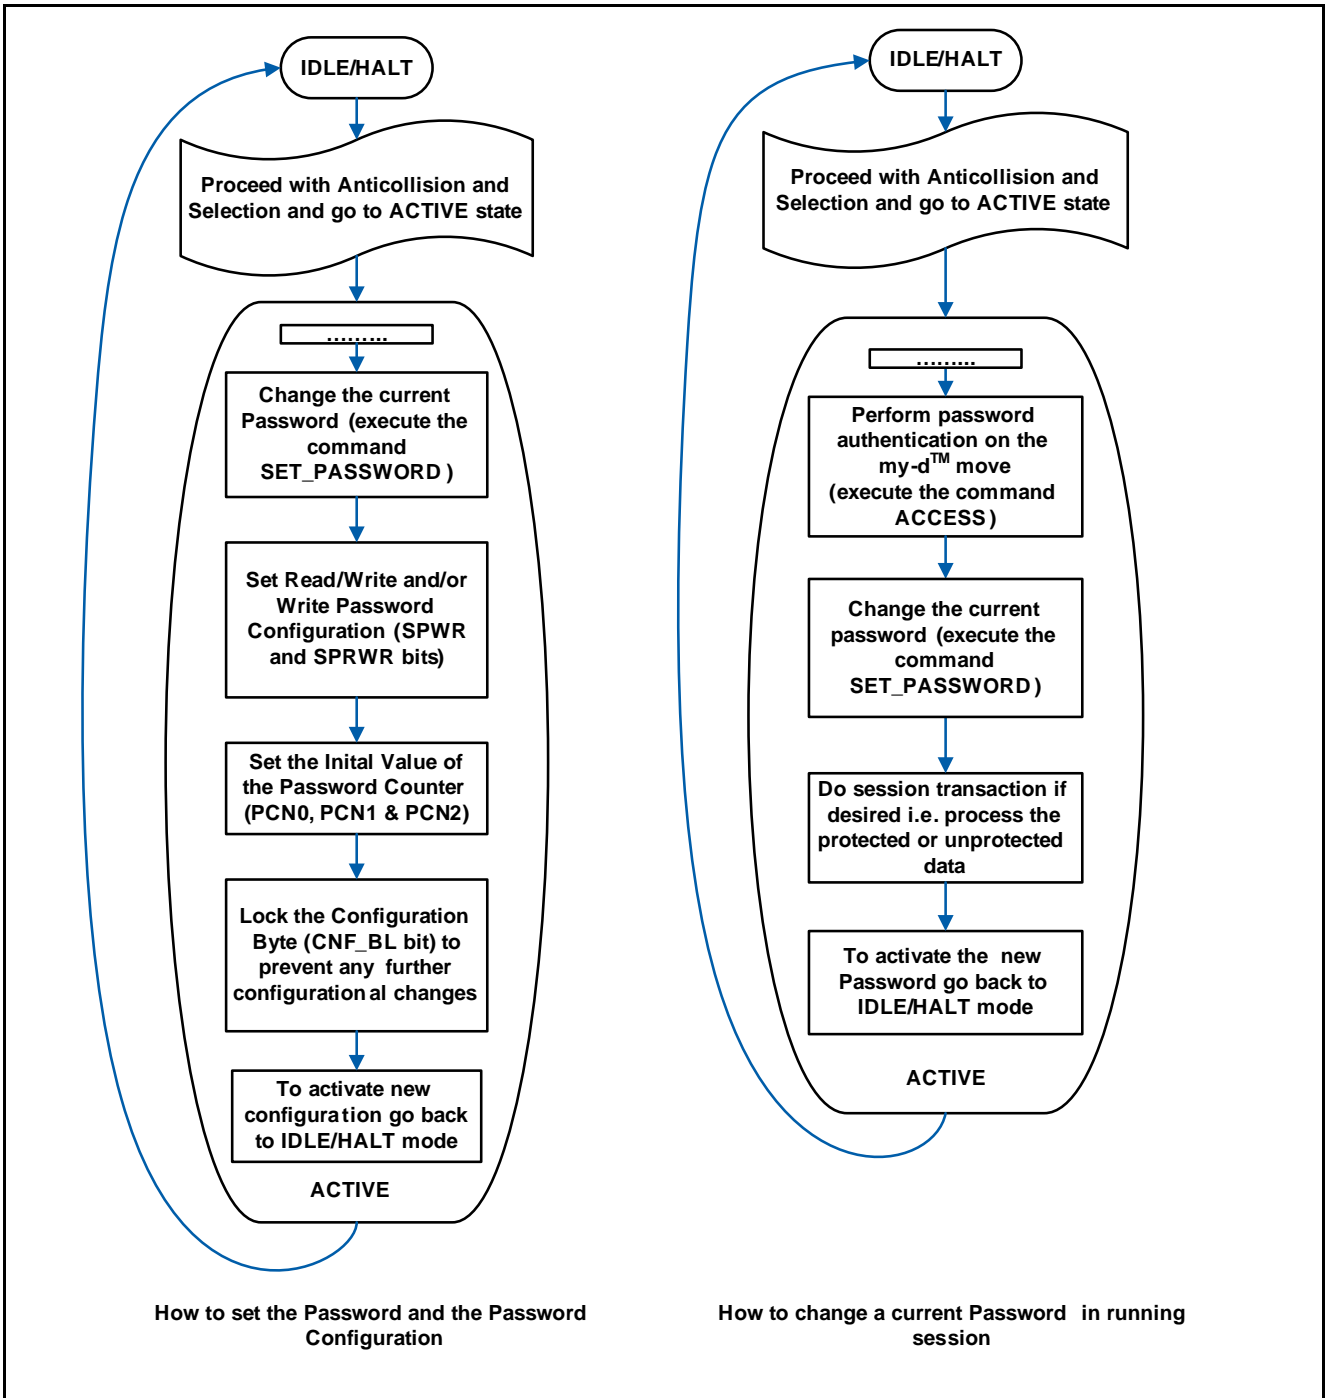 IDLE/HALT
Proceed with Anticollision and
Selection and go to ACTIVE state
.........
Change the current
Password (execute the
command
SET_PASSWORD )
Set Read/Write and/or
Write Password
Configuration (SPWR
and SPRWR bits)
Set the Inital Value of
the Password Counter
(PCN0, PCN1 & PCN2)
Lock the Configuration
Byte (CNF_BL bit) to
prevent any further
configurational changes
To activate new
configuration go back
to IDLE/HALT mode
ACTIVE
How to set the Password and the Password
Configuration
IDLE/HALT
Proceed with Anticollision and
Selection and go to ACTIVE state
.........
Perform password
authentication on the
my-d™ move
(execute the command
ACCESS )
Change the current
password (execute the
command
SET_PASSWORD )
Do session transaction if
desired i.e. process the
protected or unprotected
data
To activate the new
Password go back to
IDLE/HALT mode
ACTIVE
How to change a current Password in running
session